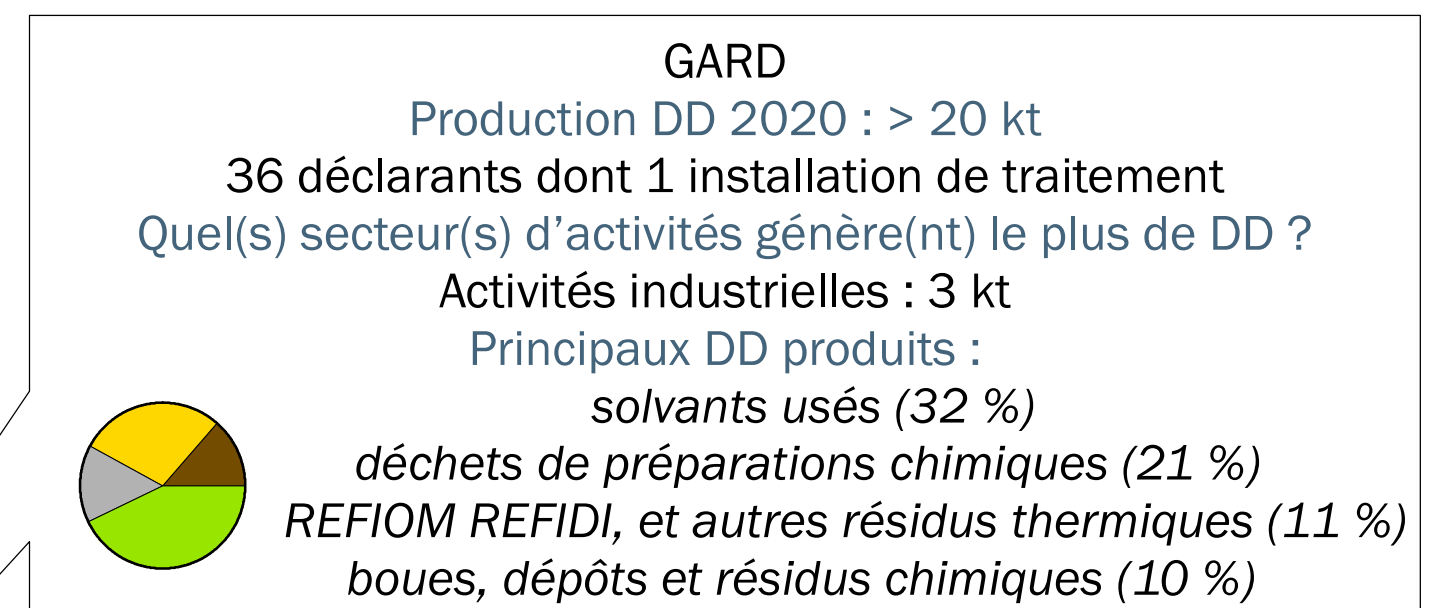 GARD
Production DD 2020 : > 20 kt
36 déclarants dont 1 installation de traitement
Quel(s) secteur(s) d’activités génère(nt) le plus de DD ?
Activités industrielles : 3 kt
Principaux DD produits :
solvants usés (32 %)
déchets de préparations chimiques (21 %)
REFIOM REFIDI, et autres résidus thermiques (11 %)
boues, dépôts et résidus chimiques (10 %)